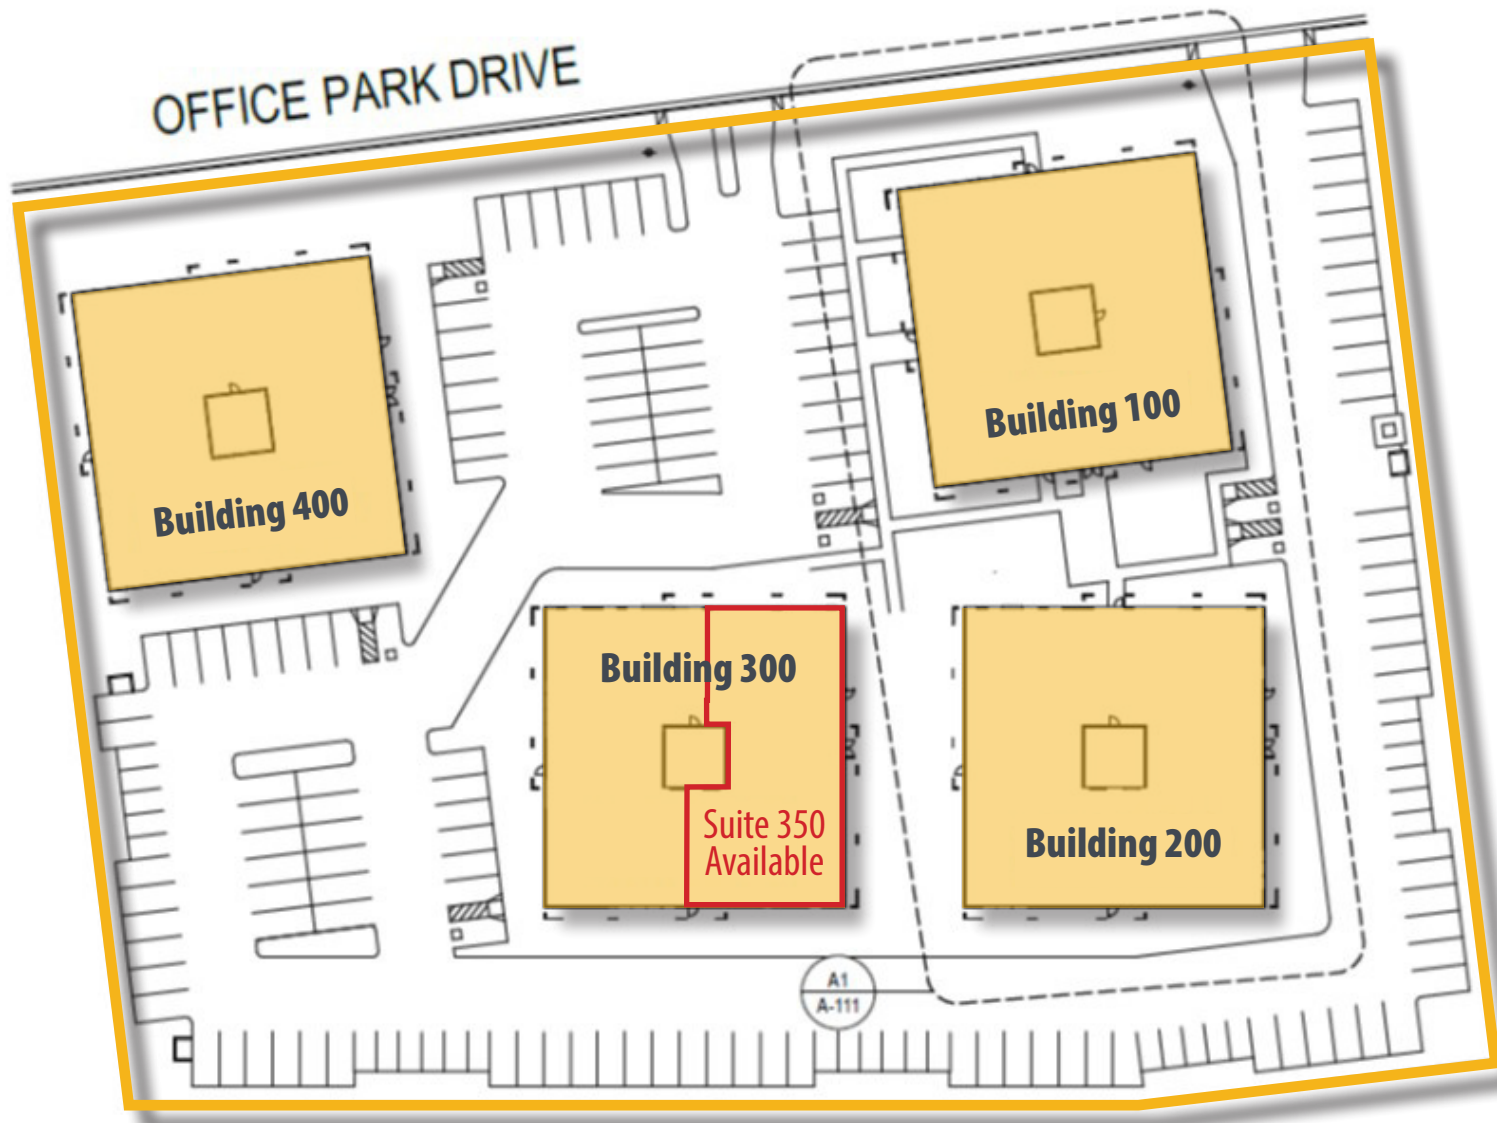 OFFICE PARK DRIVE
Building 100
Building 400
Building 300
Suite 350
Available
Building 200
A1
A-111